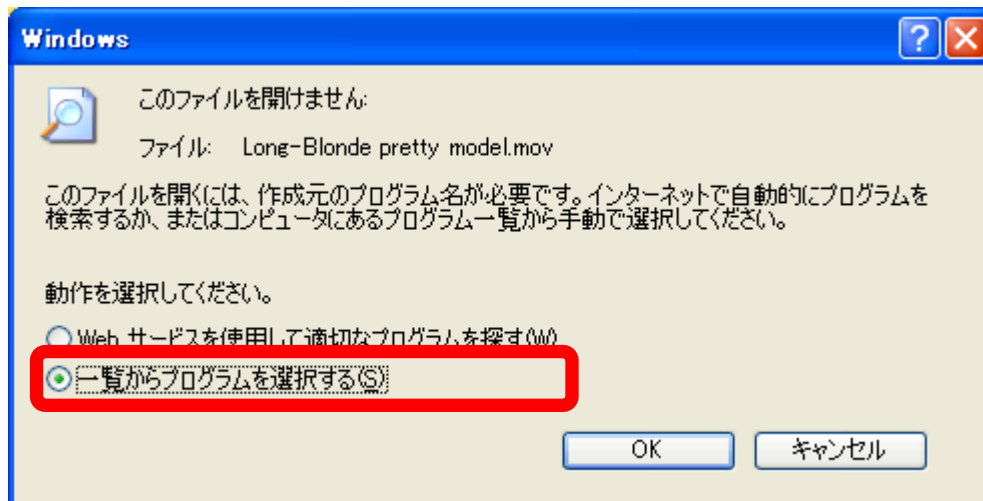 Windows
このファイルを開けません:
ファイル: Long-Blonde pretty model.mov
このファイルを開くには、作成元のプログラム名が必要です。インターネットで自動的にプログラムを
検索するか、またはコンピュータにあるプログラム一覧から手動で選択してください。
動作を選択してください。
Web サービスを使用して適切なプログラムを探す(W)
一覧からプログラムを選択する(S)
OK キャンセル